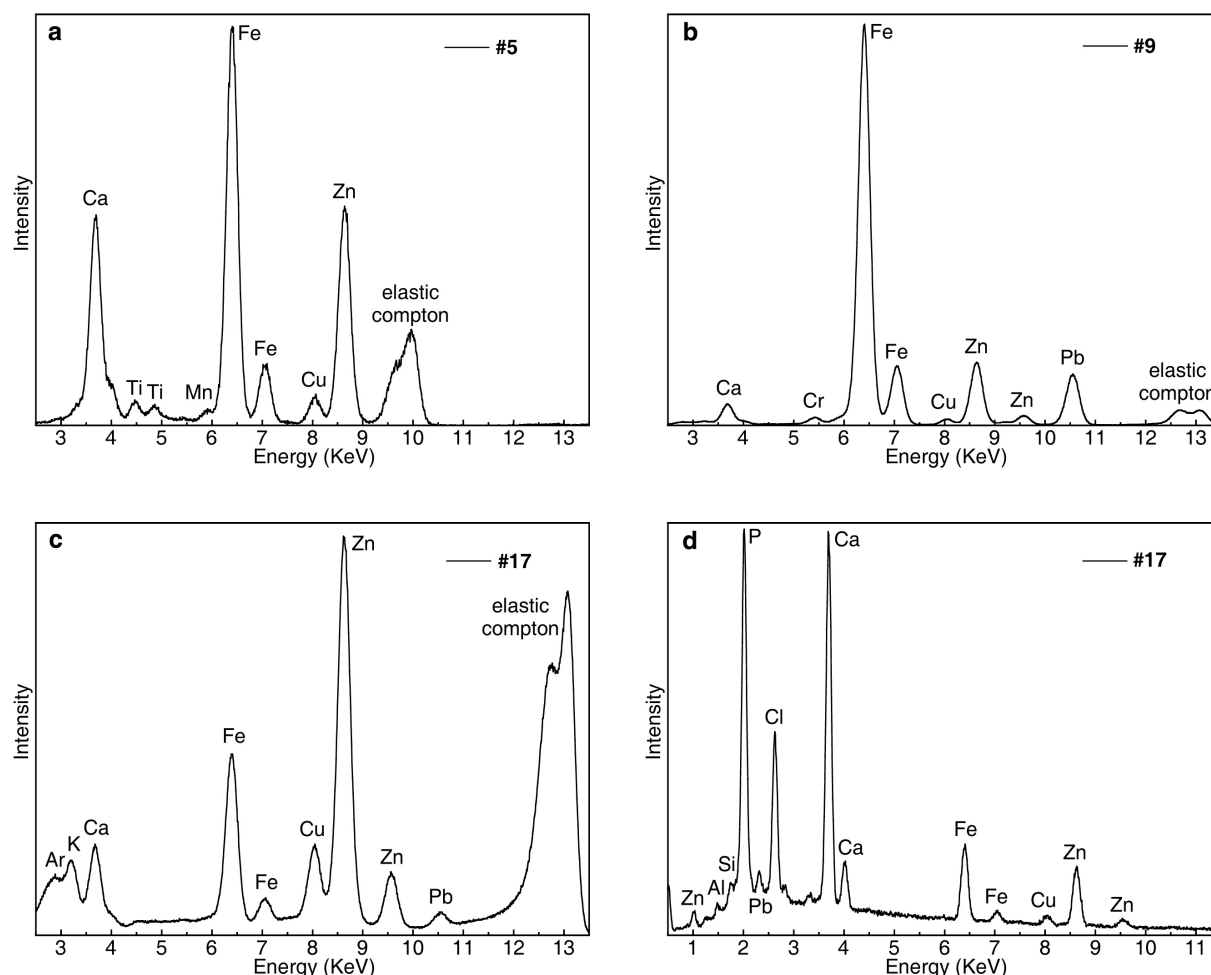 a
Fe
#5
Ca
Zn
elastic
compton
Fe
Ti Ti
Mn
Cu
Intensity
3 4 5 6 7 8 9 10 11 12 13
Energy (KeV)
b
Fe
#9
Fe
Zn
Pb
elastic
compton
Ca
Cr
Cu
Zn
Intensity
3 4 5 6 7 8 9 10 11 12 13
Energy (KeV)
c
Zn
#17
elastic
compton
Fe
Ar
K
Ca
Cu
Zn
Fe
Pb
Intensity
3 4 5 6 7 8 9 10 11 12 13
Energy (KeV)
d
P
Ca
#17
Cl
Fe
Ca
Si
Zn
Al
Zn
Pb
Fe
Cu
Zn
Intensity
1 2 3 4 5 6 7 8 9 10 11
Energy (KeV)